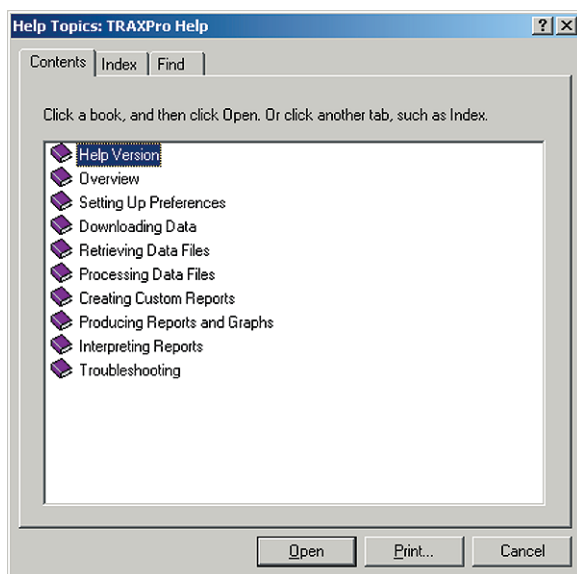 Help Topics: TRAXPro Help
Contents Index Find
Click a book, and then click Open. Or click another tab, such as Index.
Help Version
Overview
Setting Up Preferences
Downloading Data
Retrieving Data Files
Processing Data Files
Creating Custom Reports
Producing Reports and Graphs
Interpreting Reports
Troubleshooting
Open Print... Cancel